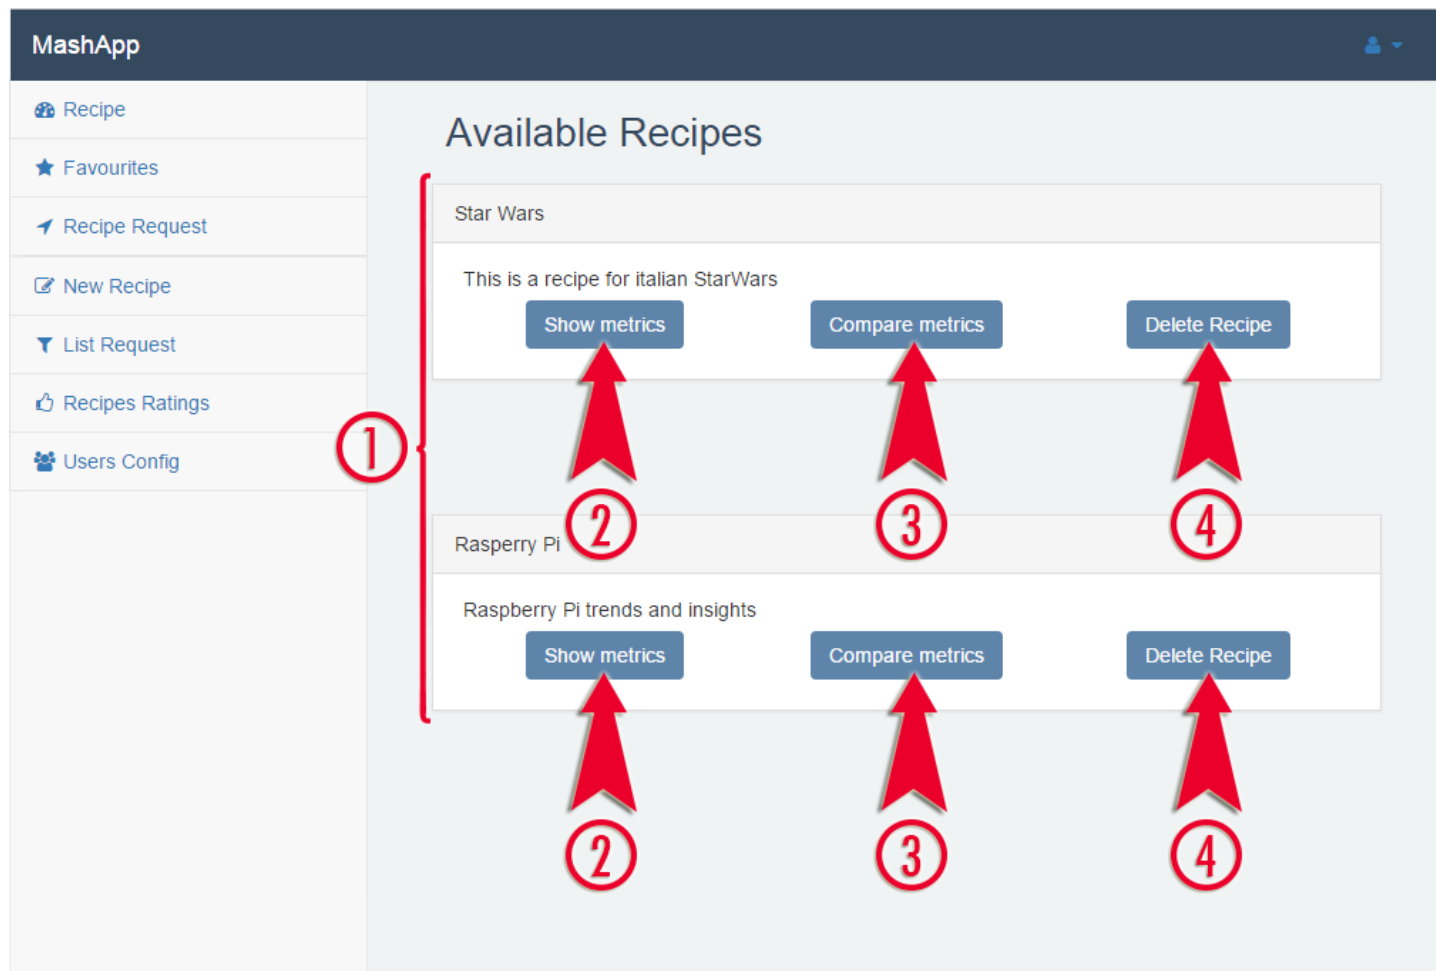 MashApp
Recipe
Favourites
Recipe Request
New Recipe
List Request
Recipes Ratings
Users Config
Available Recipes
1
Star Wars
This is a recipe for italian StarWars
Show metrics Compare metrics Delete Recipe
2 3 4
Rasperry Pi
Raspberry Pi trends and insights
Show metrics Compare metrics Delete Recipe
2 3 4